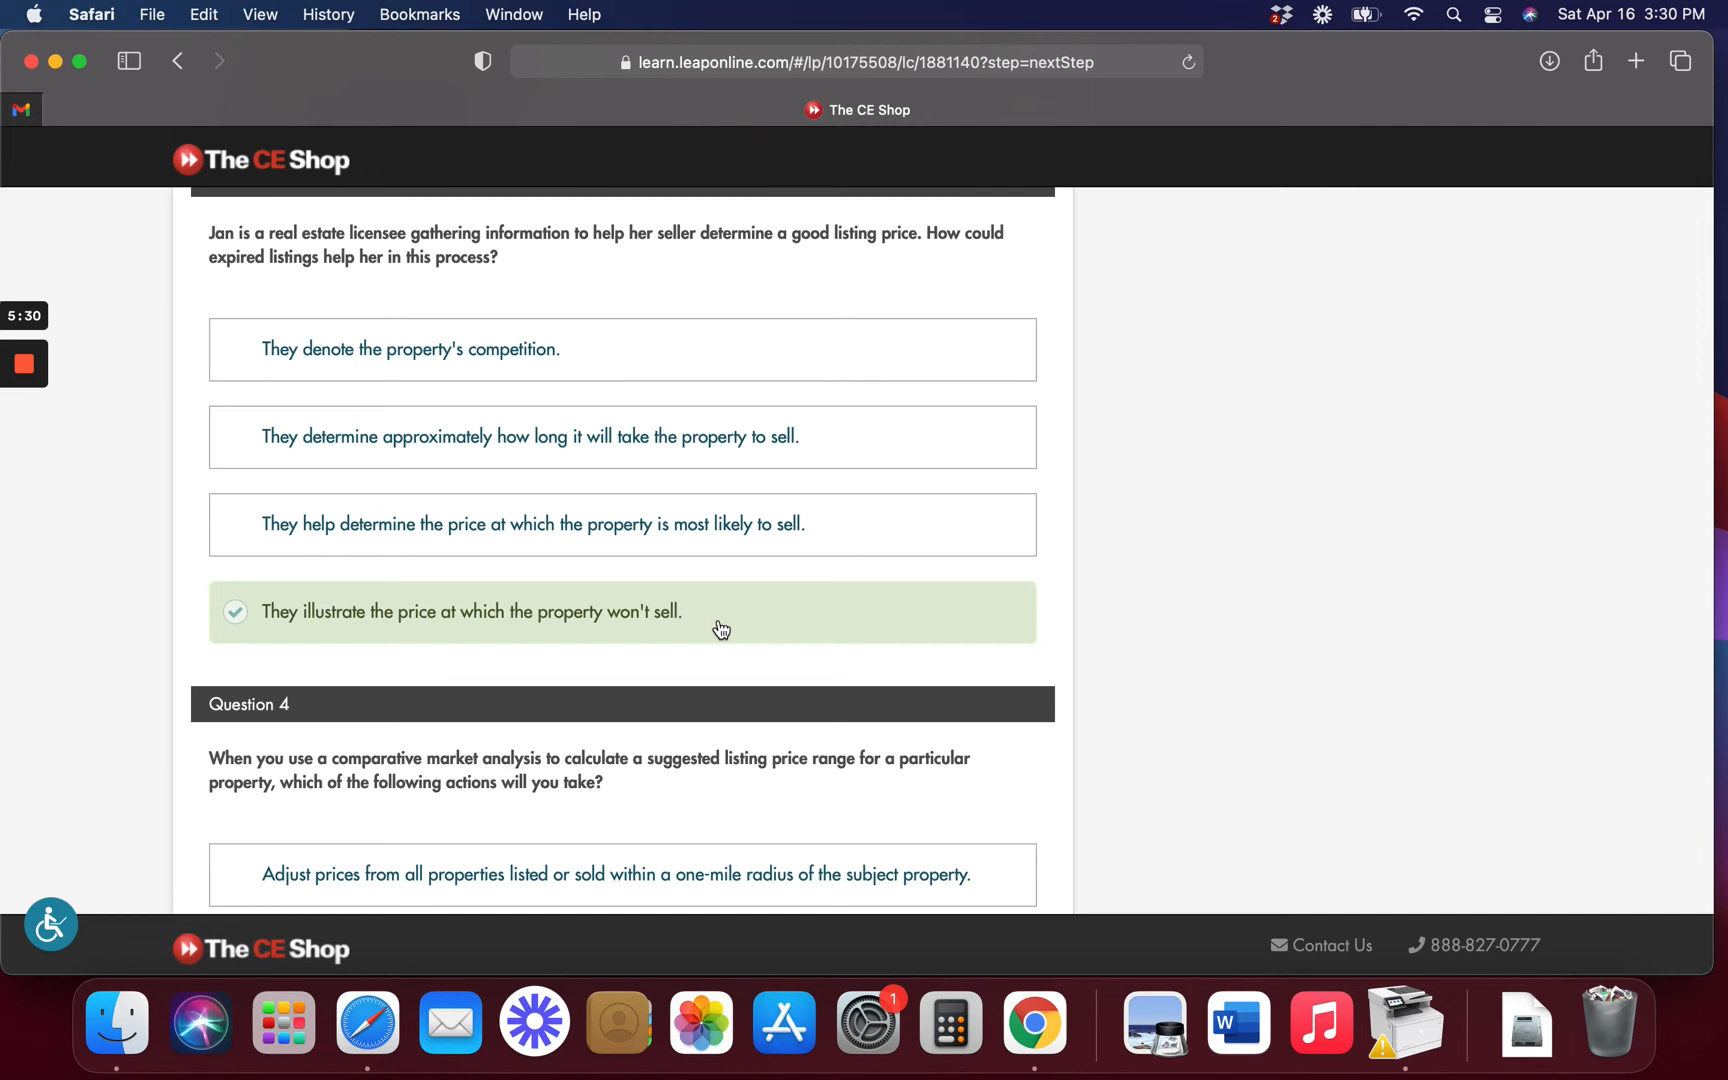 Safari File Edit View History Bookmarks Window Help
2
Sat Apr 16 3:30 PM
learn.leaponline.com/#/lp/10175508/lc/1881140?step=nextStep
The CE Shop
The CE Shop
Jan is a real estate licensee gathering information to help her seller determine a good listing price. How could
expired listings help her in this process?
5:30
They denote the property's competition.
They determine approximately how long it will take the property to sell.
They help determine the price at which the property is most likely to sell.
They illustrate the price at which the property won't sell.
Question 4
When you use a comparative market analysis to calculate a suggested listing price range for a particular
property, which of the following actions will you take?
Adjust prices from all properties listed or sold within a one-mile radius of the subject property.
The CE Shop
Contact Us 888-827-0777
1
W